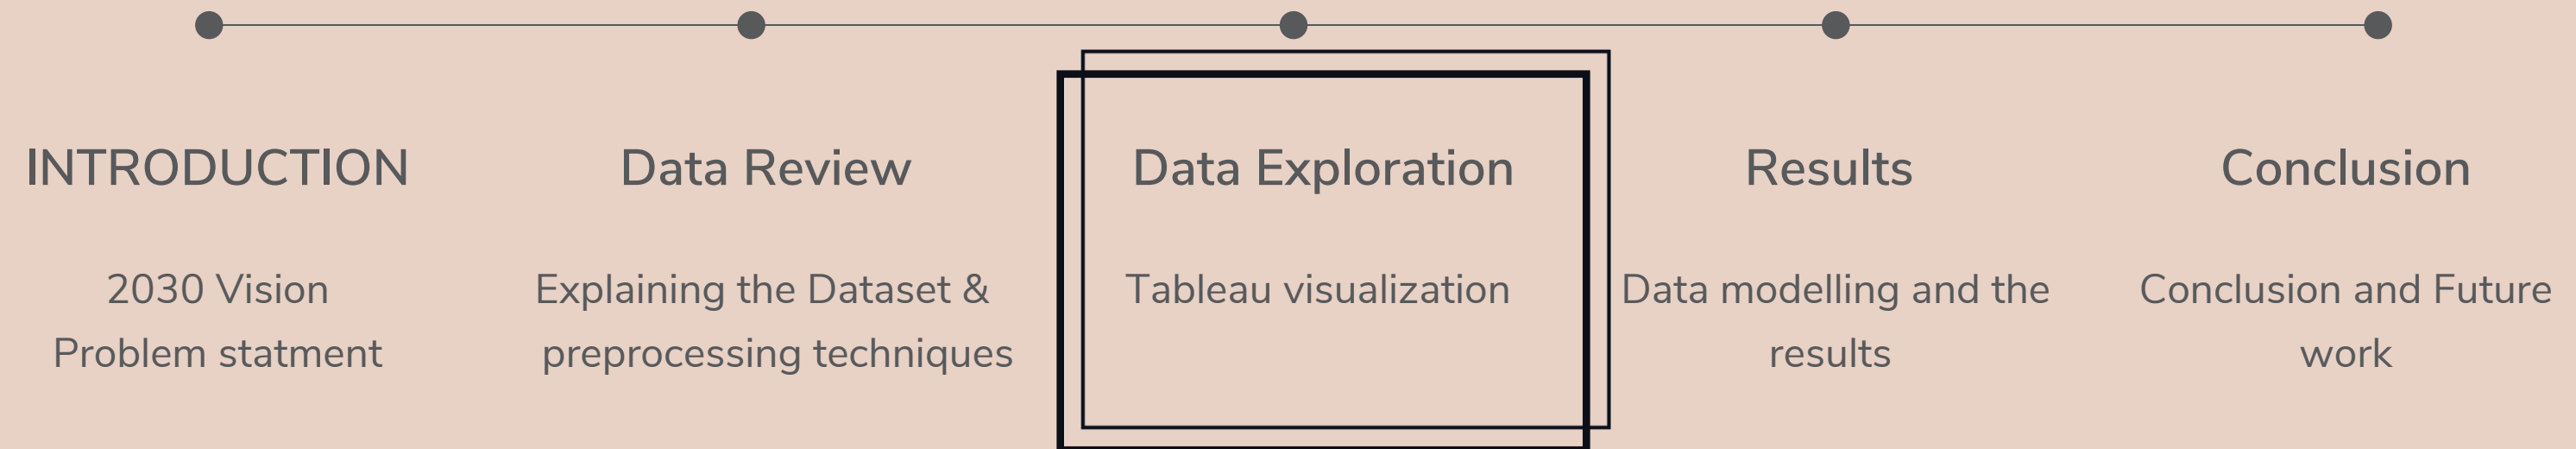 INTRODUCTION
2030 Vision
Problem statment
Data Review
Explaining the Dataset &
preprocessing techniques
Data Exploration
Tableau visualization
Results
Data modelling and the
results
Conclusion
Conclusion and Future
work